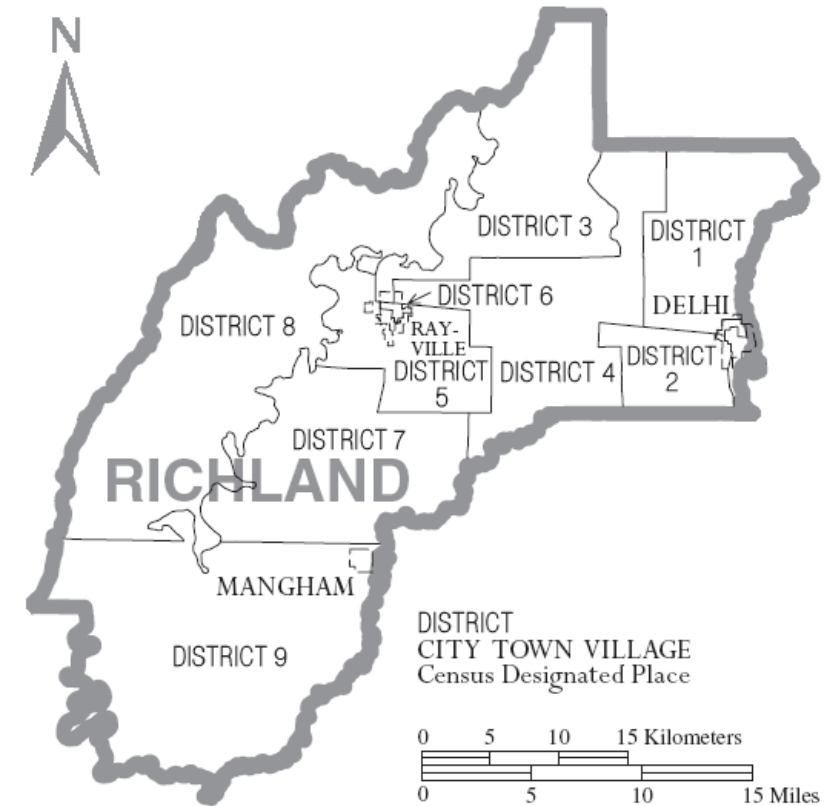 N
DISTRICT 3
DISTRICT
1
DISTRICT 6
DELHI
DISTRICT 8
RAY-
VILLE
DISTRICT
5
DISTRICT 4
DISTRICT
2
DISTRICT 7
RICHLAND
MANGHAM
DISTRICT 9
DISTRICT
CITY TOWN VILLAGE
Census Designated Place
0 5 10 15 Kilometers
0 5 10 15 Miles